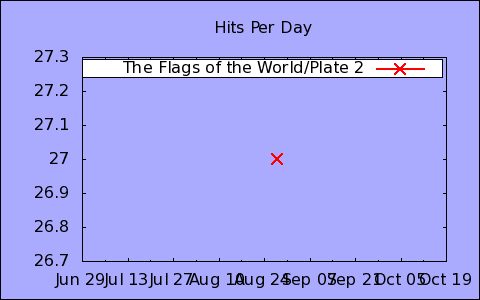 Hits Per Day
27.3
The Flags of the World/Plate 2
27.2
27.1
27
26.9
26.8
26.7
Jun 29 Jul 13 Jul 27 Aug 10 Aug 24 Sep 07 Sep 21 Oct 05 Oct 19